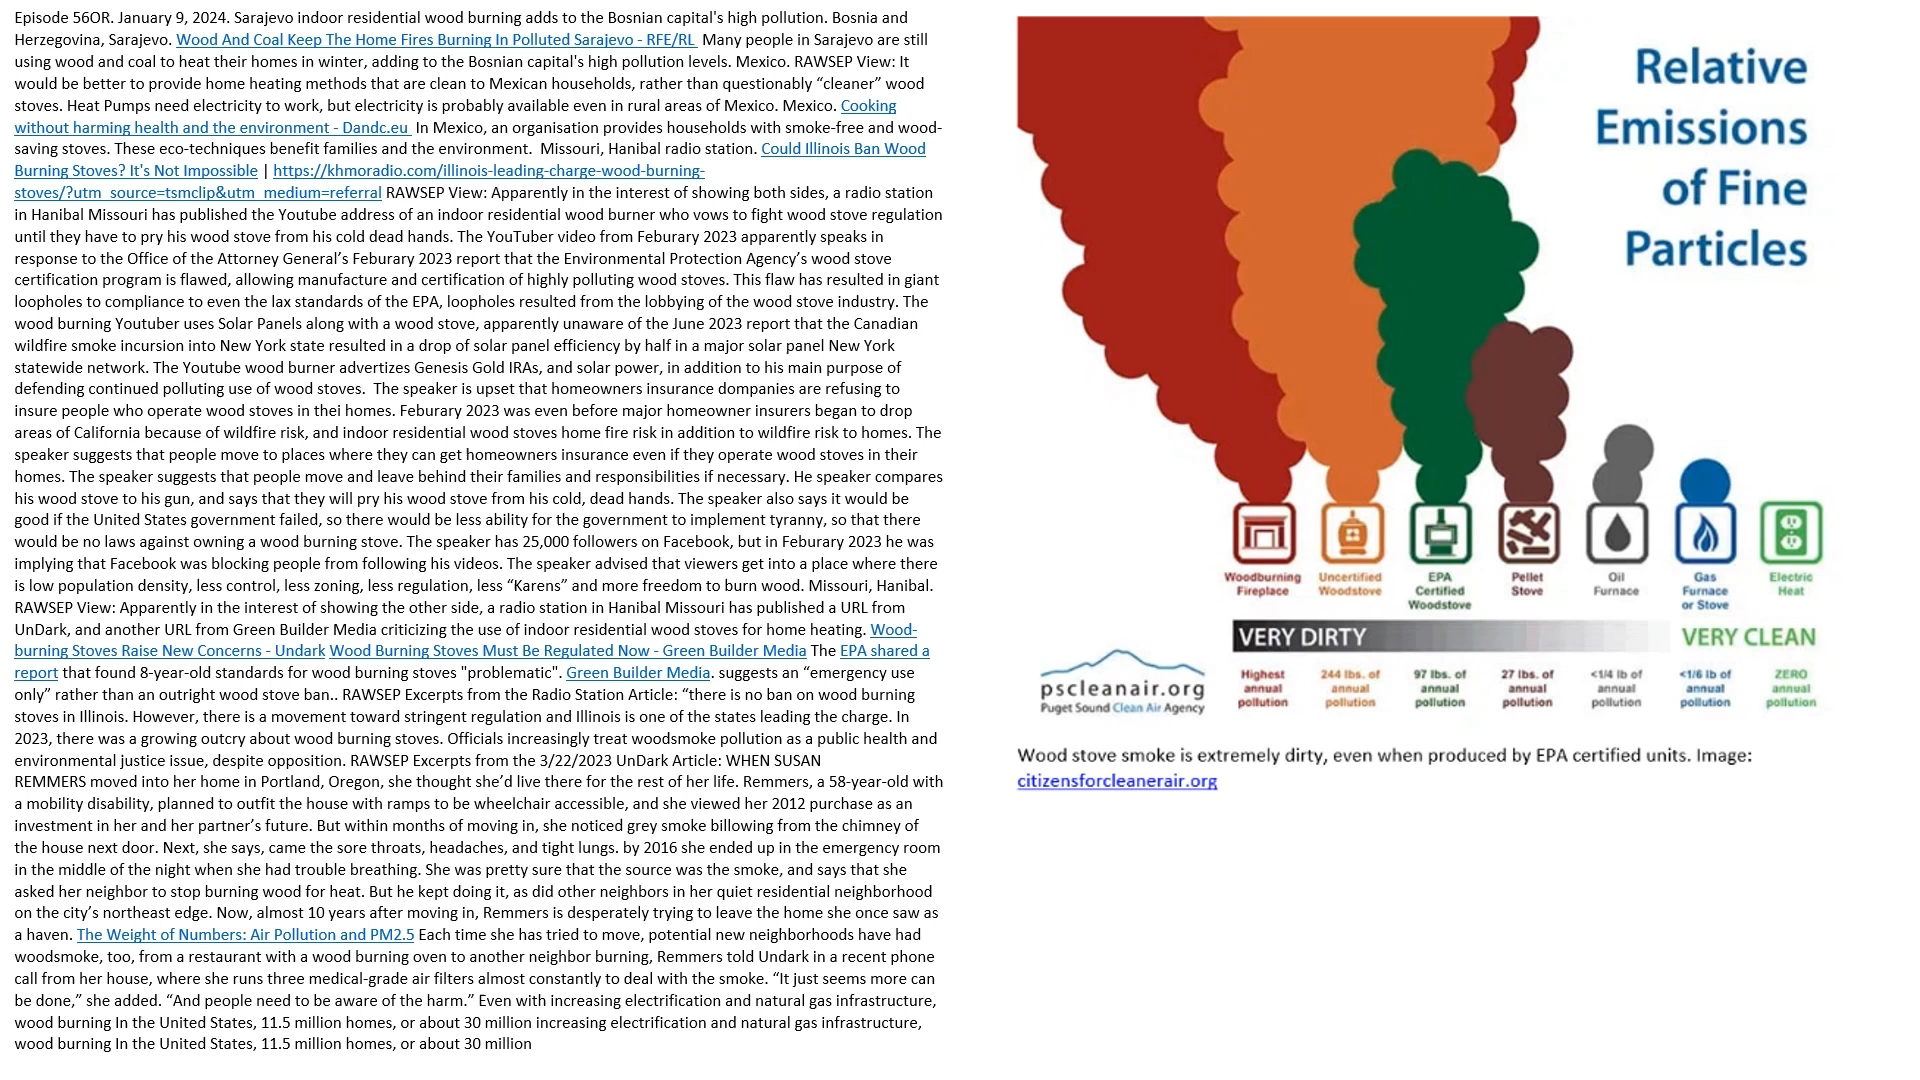 Episode 56OR. January 9, 2024. Sarajevo indoor residential wood burning adds to the Bosnian capital's high pollution. Bosnia and
Herzegovina, Sarajevo. Wood And Coal Keep The Home Fires Burning In Polluted Sarajevo - RFE/RL  Many people in Sarajevo are still
using wood and coal to heat their homes in winter, adding to the Bosnian capital's high pollution levels. Mexico. RAWSEP View: It
would be better to provide home heating methods that are clean to Mexican households, rather than questionably “cleaner” wood
stoves. Heat Pumps need electricity to work, but electricity is probably available even in rural areas of Mexico. Mexico. Cooking
without harming health and the environment - Dandc.eu  In Mexico, an organisation provides households with smoke-free and wood-
saving stoves. These eco-techniques benefit families and the environment.  Missouri, Hanibal radio station. Could Illinois Ban Wood
Burning Stoves? It's Not Impossible | https://khmoradio.com/illinois-leading-charge-wood-burning-
stoves/?utm_source=tsmclip&utm_medium=referral RAWSEP View: Apparently in the interest of showing both sides, a radio station
in Hanibal Missouri has published the Youtube address of an indoor residential wood burner who vows to fight wood stove regulation
until they have to pry his wood stove from his cold dead hands. The YouTuber video from Feburary 2023 apparently speaks in
response to the Office of the Attorney General’s Feburary 2023 report that the Environmental Protection Agency’s wood stove
certification program is flawed, allowing manufacture and certification of highly polluting wood stoves. This flaw has resulted in giant
loopholes to compliance to even the lax standards of the EPA, loopholes resulted from the lobbying of the wood stove industry. The
wood burning Youtuber uses Solar Panels along with a wood stove, apparently unaware of the June 2023 report that the Canadian
wildfire smoke incursion into New York state resulted in a drop of solar panel efficiency by half in a major solar panel New York
statewide network. The Youtube wood burner advertizes Genesis Gold IRAs, and solar power, in addition to his main purpose of
defending continued polluting use of wood stoves.  The speaker is upset that homeowners insurance dompanies are refusing to
insure people who operate wood stoves in thei homes. Feburary 2023 was even before major homeowner insurers began to drop
areas of California because of wildfire risk, and indoor residential wood stoves home fire risk in addition to wildfire risk to homes. The
speaker suggests that people move to places where they can get homeowners insurance even if they operate wood stoves in their
homes. The speaker suggests that people move and leave behind their families and responsibilities if necessary. He speaker compares
his wood stove to his gun, and says that they will pry his wood stove from his cold, dead hands. The speaker also says it would be
good if the United States government failed, so there would be less ability for the government to implement tyranny, so that there
would be no laws against owning a wood burning stove. The speaker has 25,000 followers on Facebook, but in Feburary 2023 he was
implying that Facebook was blocking people from following his videos. The speaker advised that viewers get into a place where there
is low population density, less control, less zoning, less regulation, less “Karens” and more freedom to burn wood. Missouri, Hanibal.
RAWSEP View: Apparently in the interest of showing the other side, a radio station in Hanibal Missouri has published a URL from
UnDark, and another URL from Green Builder Media criticizing the use of indoor residential wood stoves for home heating. Wood-
burning Stoves Raise New Concerns - Undark Wood Burning Stoves Must Be Regulated Now - Green Builder Media The EPA shared a
report that found 8-year-old standards for wood burning stoves "problematic". Green Builder Media. suggests an “emergency use
only” rather than an outright wood stove ban.. RAWSEP Excerpts from the Radio Station Article: “there is no ban on wood burning
stoves in Illinois. However, there is a movement toward stringent regulation and Illinois is one of the states leading the charge. In
2023, there was a growing outcry about wood burning stoves. Officials increasingly treat woodsmoke pollution as a public health and
environmental justice issue, despite opposition. RAWSEP Excerpts from the 3/22/2023 UnDark Article: WHEN SUSAN
REMMERS moved into her home in Portland, Oregon, she thought she’d live there for the rest of her life. Remmers, a 58-year-old with
a mobility disability, planned to outfit the house with ramps to be wheelchair accessible, and she viewed her 2012 purchase as an
investment in her and her partner’s future. But within months of moving in, she noticed grey smoke billowing from the chimney of
the house next door. Next, she says, came the sore throats, headaches, and tight lungs. by 2016 she ended up in the emergency room
in the middle of the night when she had trouble breathing. She was pretty sure that the source was the smoke, and says that she
asked her neighbor to stop burning wood for heat. But he kept doing it, as did other neighbors in her quiet residential neighborhood
on the city’s northeast edge. Now, almost 10 years after moving in, Remmers is desperately trying to leave the home she once saw as
a haven. The Weight of Numbers: Air Pollution and PM2.5 Each time she has tried to move, potential new neighborhoods have had
woodsmoke, too, from a restaurant with a wood burning oven to another neighbor burning, Remmers told Undark in a recent phone
call from her house, where she runs three medical-grade air filters almost constantly to deal with the smoke. “It just seems more can
be done,” she added. “And people need to be aware of the harm.” Even with increasing electrification and natural gas infrastructure,
wood burning In the United States, 11.5 million homes, or about 30 million increasing electrification and natural gas infrastructure,
wood burning In the United States, 11.5 million homes, or about 30 million
Relative
Emissions
of Fine
Particles
Woodburning
Fireplace
Uncertified
Woodstove
EPA
Certified
Woodstove
Pellet
Stove
Oil
Furnace
Gas
Furnace
or Stove
Electric
Heat
VERY DIRTY
VERY CLEAN
Highest
annual
pollution
244 lbs. of
annual
pollution
97 lbs. of
annual
pollution
27 lbs. of
annual
pollution
<1/4 lb of
annual
pollution
<1/6 lb of
annual
pollution
ZERO
annual
pollution
pscleanair.org
Puget Sound Clean Air Agency
Wood stove smoke is extremely dirty, even when produced by EPA certified units. Image:
citizensforcleanerair.org